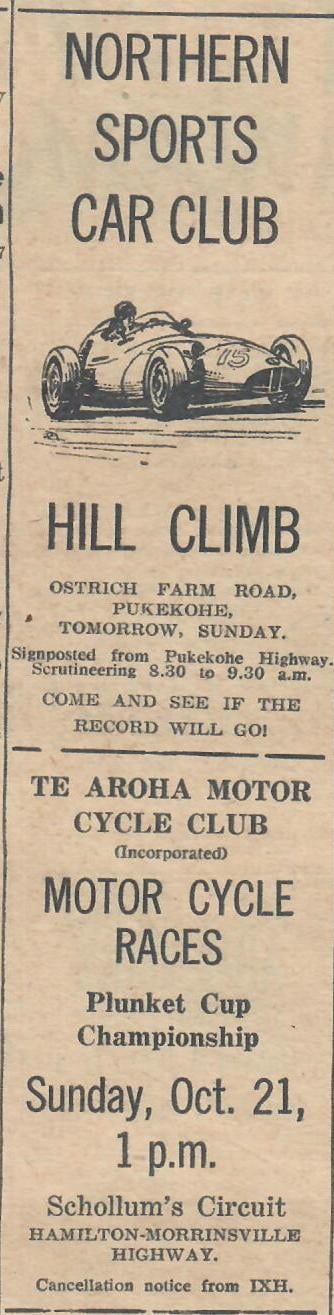 NORTHERN
SPORTS
CAR CLUB
15
HILL CLIMB
OSTRICH FARM ROAD,
PUKEKOHE,
TOMORROW, SUNDAY.
Signposted from Pukekohe Highway.
Scrutineering 8.30 to 9.30 a.m.
COME AND SEE IF THE
RECORD WILL GO!
TE AROHA MOTOR
CYCLE CLUB
(Incorporated)
MOTOR CYCLE
RACES
Plunket Cup
Championship
Sunday, Oct. 21,
1 p.m.
Schollum's Circuit
HAMILTON-MORRINSVILLE
HIGHWAY.
Cancellation notice from IXH.